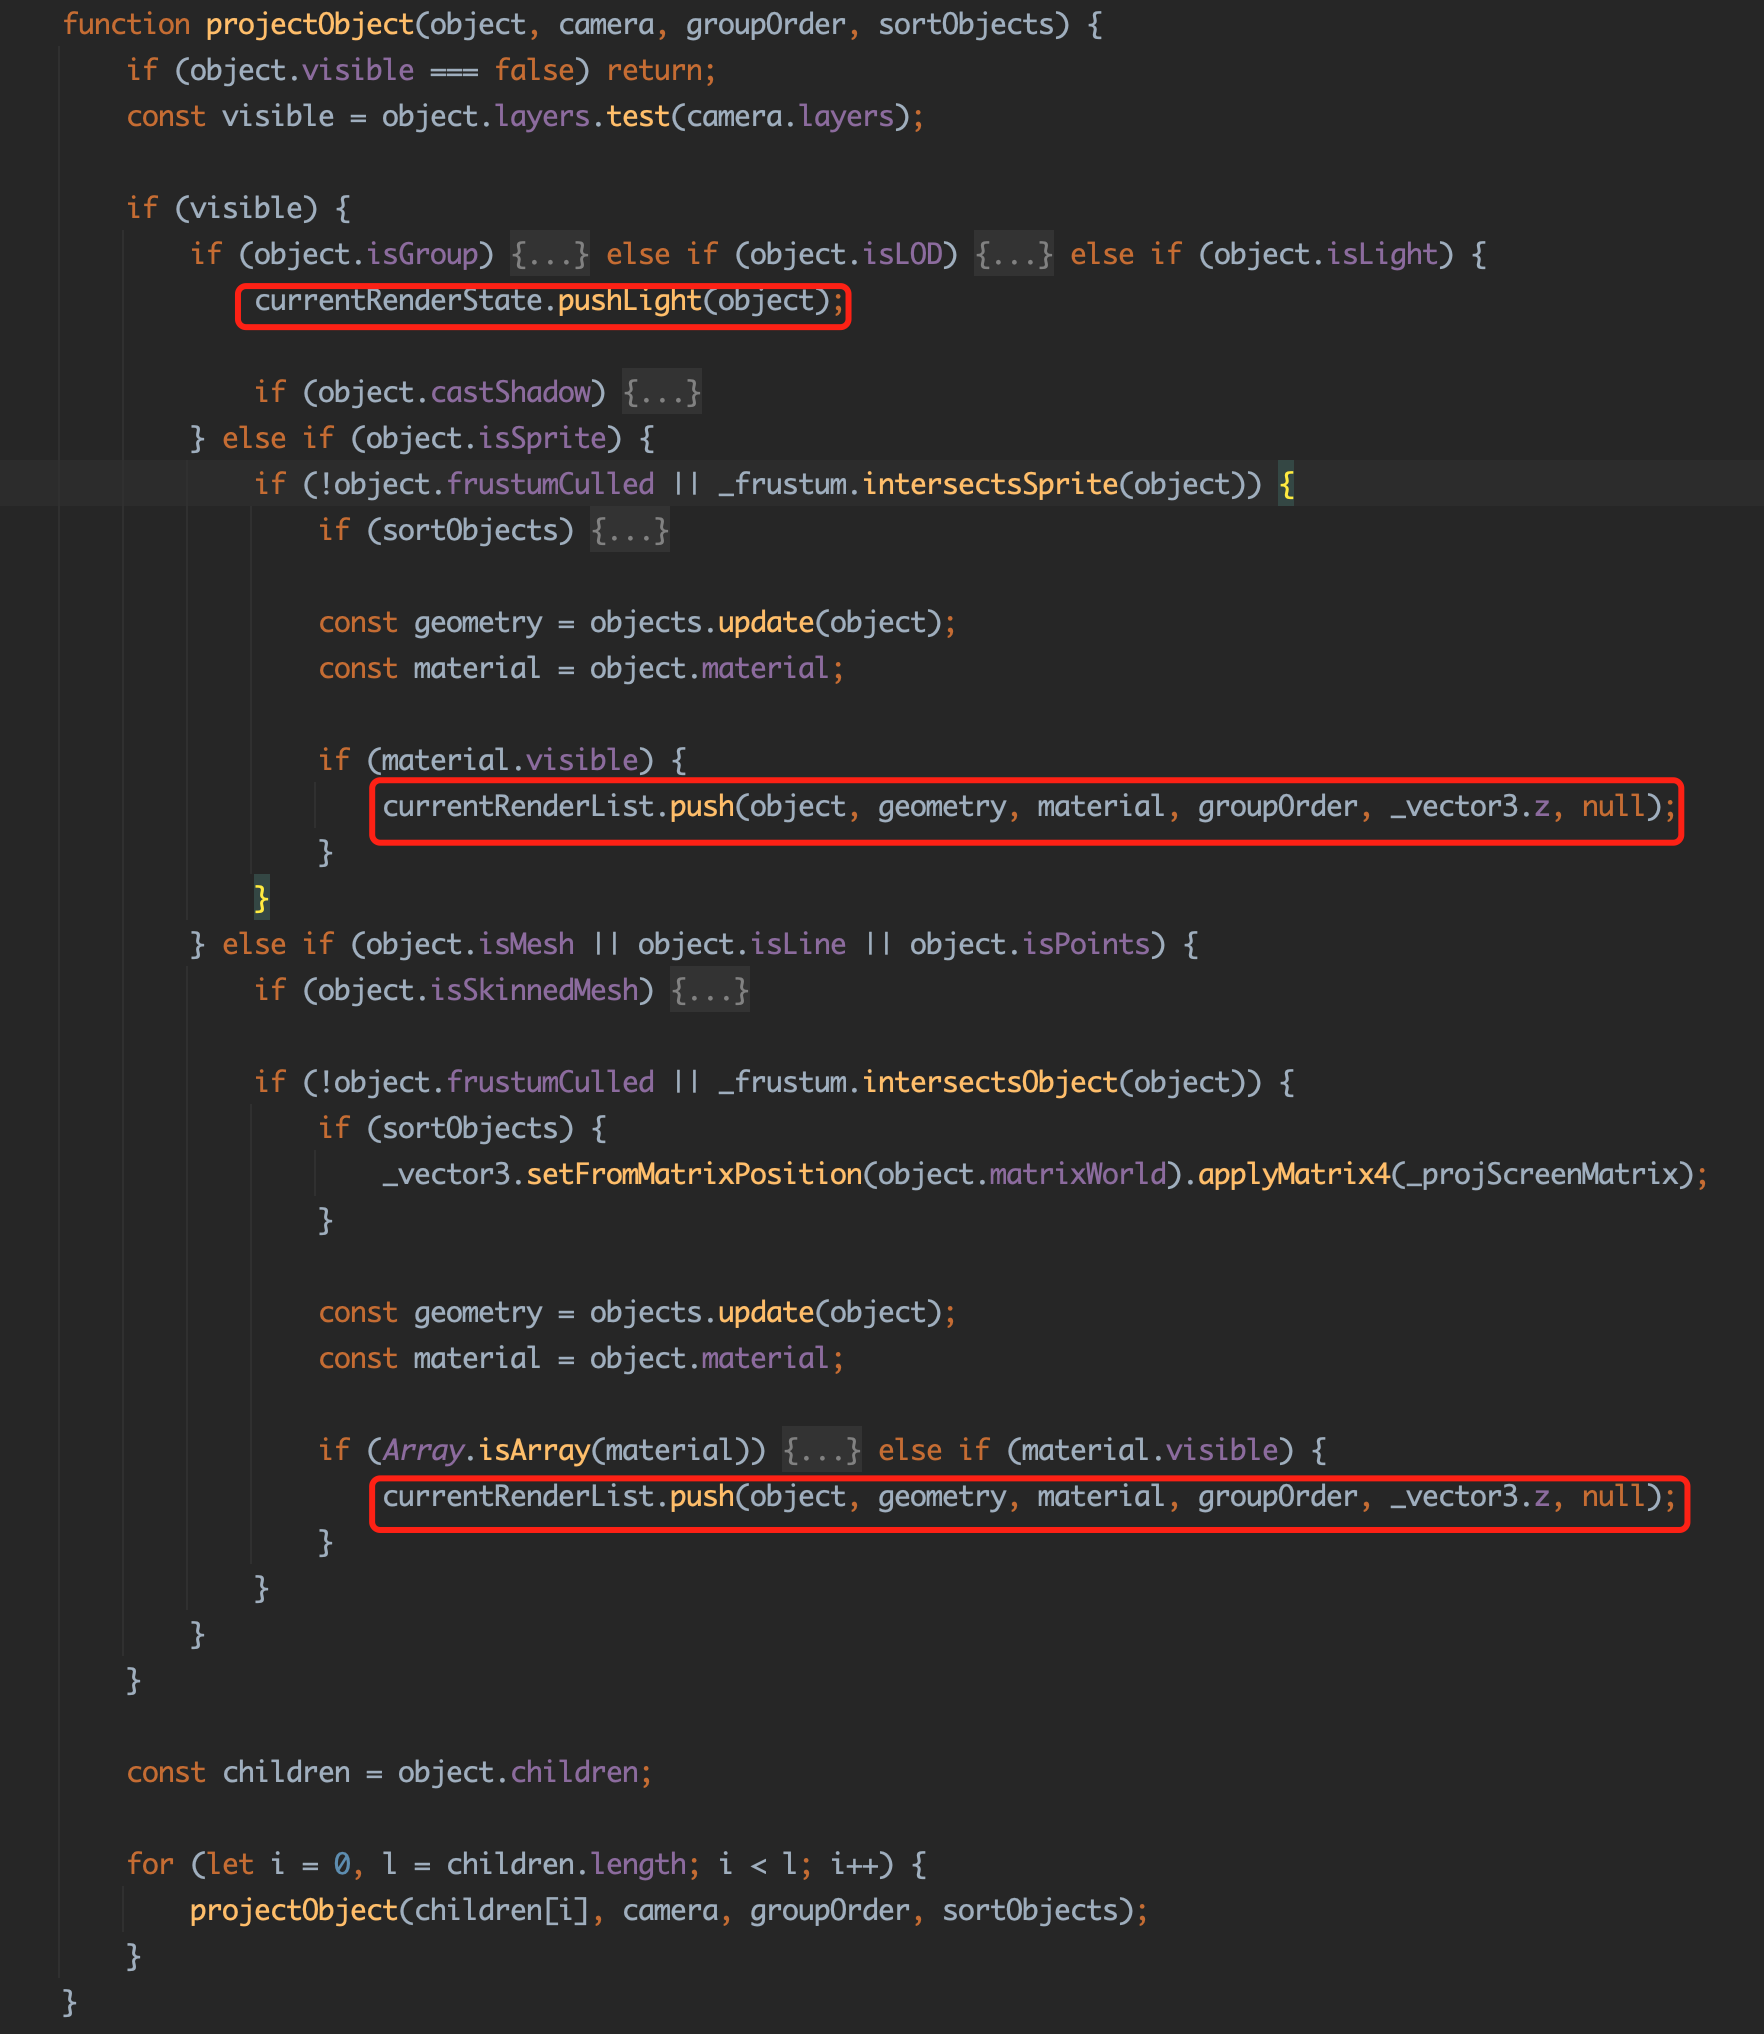 function projectObject(object, camera, groupOrder, sortObjects) {
if (object.visible === false) return;
const visible = object.layers.test(camera.layers);
if (visible) {
if (object.isGroup) {...} else if (object.isLOD) {...} else if (object.isLight) {
currentRenderState.pushLight(object);
if (object.castShadow) {...}
} else if (object.isSprite) {
if (!object.frustumCulled || _frustum.intersectsSprite(object)) {
if (sortObjects) {...}
const geometry = objects.update(object);
const material = object.material;
if (material.visible) {
currentRenderList.push(object, geometry, material, groupOrder, _vector3.z, null);
}
}
} else if (object.isMesh || object.isLine || object.isPoints) {
if (object.isSkinnedMesh) {...}
if (!object.frustumCulled || _frustum.intersectsObject(object)) {
if (sortObjects) {
_vector3.setFromMatrixPosition(object.matrixWorld).applyMatrix4(_projScreenMatrix);
}
const geometry = objects.update(object);
const material = object.material;
if (Array.isArray(material)) {...} else if (material.visible) {
currentRenderList.push(object, geometry, material, groupOrder, _vector3.z, null);
}
}
}
}
const children = object.children;
for (let i = 0, l = children.length; i < l; i++) {
projectObject(children[i], camera, groupOrder, sortObjects);
}
}